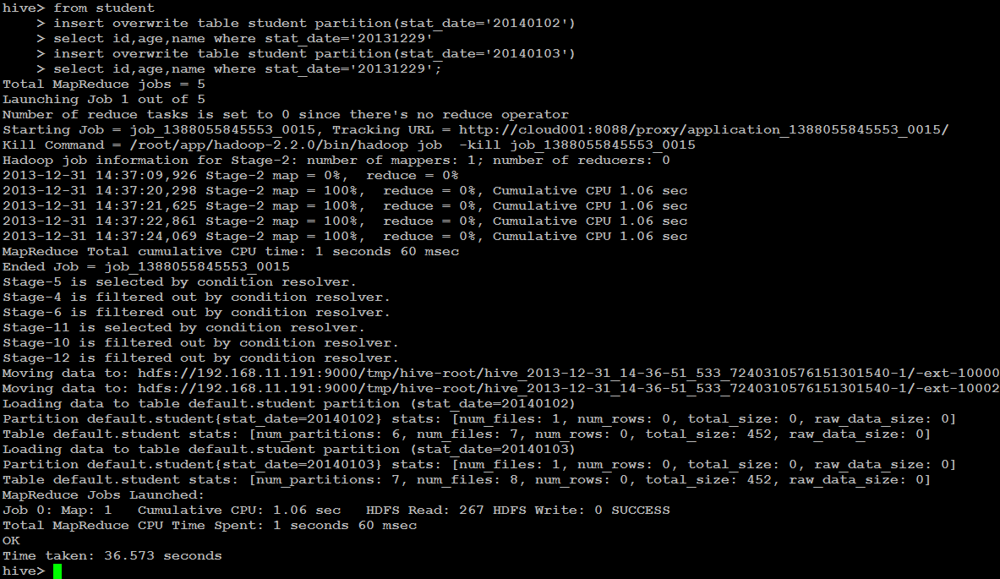 hive> from student
    > insert overwrite table student partition(stat_date='20140102')
    > select id,age,name where stat_date='20131229'
    > insert overwrite table student partition(stat_date='20140103')
    > select id,age,name where stat_date='20131229';
Total MapReduce jobs = 5
Launching Job 1 out of 5
Number of reduce tasks is set to 0 since there's no reduce operator
Starting Job = job_1388055845553_0015, Tracking URL = http://cloud001:8088/proxy/application_1388055845553_0015/
Kill Command = /root/app/hadoop-2.2.0/bin/hadoop job  -kill job_1388055845553_0015
Hadoop job information for Stage-2: number of mappers: 1; number of reducers: 0
2013-12-31 14:37:09,926 Stage-2 map = 0%,  reduce = 0%
2013-12-31 14:37:20,298 Stage-2 map = 100%,  reduce = 0%, Cumulative CPU 1.06 sec
2013-12-31 14:37:21,625 Stage-2 map = 100%,  reduce = 0%, Cumulative CPU 1.06 sec
2013-12-31 14:37:22,861 Stage-2 map = 100%,  reduce = 0%, Cumulative CPU 1.06 sec
2013-12-31 14:37:24,069 Stage-2 map = 100%,  reduce = 0%, Cumulative CPU 1.06 sec
MapReduce Total cumulative CPU time: 1 seconds 60 msec
Ended Job = job_1388055845553_0015
Stage-5 is selected by condition resolver.
Stage-4 is filtered out by condition resolver.
Stage-6 is filtered out by condition resolver.
Stage-11 is selected by condition resolver.
Stage-10 is filtered out by condition resolver.
Stage-12 is filtered out by condition resolver.
Moving data to: hdfs://192.168.11.191:9000/tmp/hive-root/hive_2013-12-31_14-36-51_533_7240310576151301540-1/-ext-10000
Moving data to: hdfs://192.168.11.191:9000/tmp/hive-root/hive_2013-12-31_14-36-51_533_7240310576151301540-1/-ext-10002
Loading data to table default.student partition (stat_date=20140102)
Partition default.student{stat_date=20140102} stats: [num_files: 1, num_rows: 0, total_size: 0, raw_data_size: 0]
Table default.student stats: [num_partitions: 6, num_files: 7, num_rows: 0, total_size: 452, raw_data_size: 0]
Loading data to table default.student partition (stat_date=20140103)
Partition default.student{stat_date=20140103} stats: [num_files: 1, num_rows: 0, total_size: 0, raw_data_size: 0]
Table default.student stats: [num_partitions: 7, num_files: 8, num_rows: 0, total_size: 452, raw_data_size: 0]
MapReduce Jobs Launched:
Job 0: Map: 1   Cumulative CPU: 1.06 sec   HDFS Read: 267 HDFS Write: 0 SUCCESS
Total MapReduce CPU Time Spent: 1 seconds 60 msec
OK
Time taken: 36.573 seconds
hive>